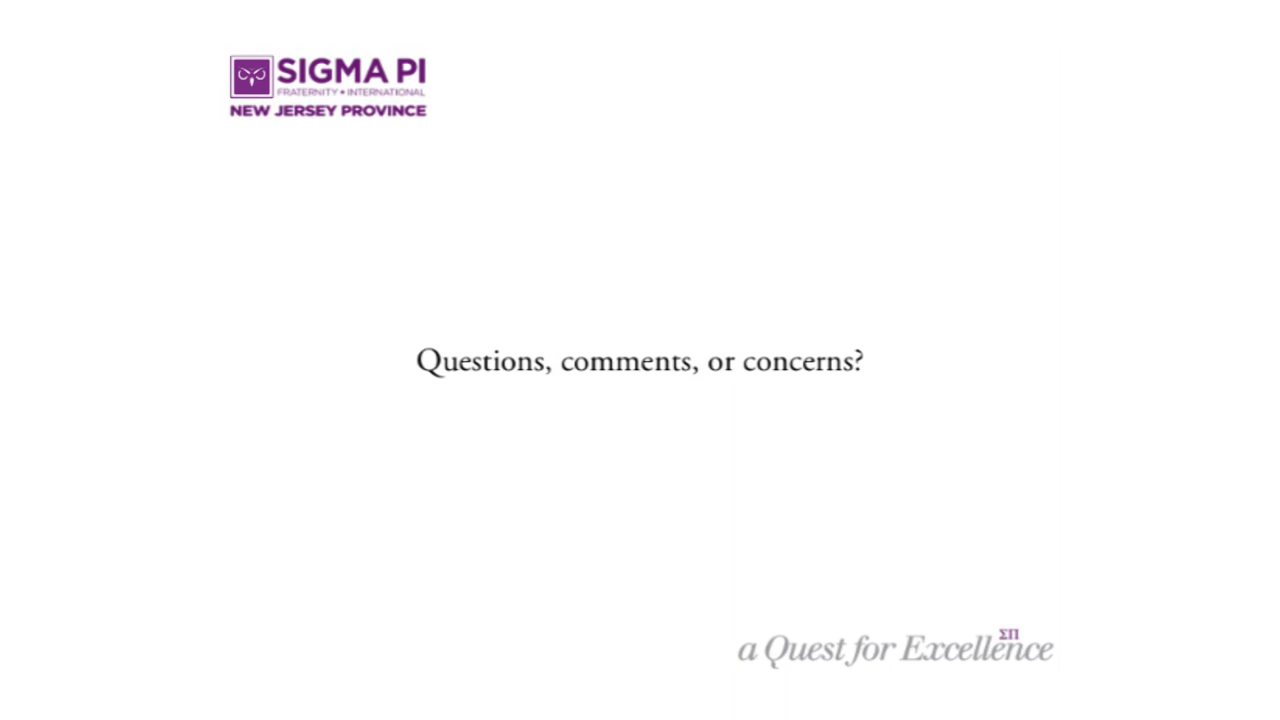 SIGMA PI
FRATERNITY • INTERNATIONAL
NEW JERSEY PROVINCE
Questions, comments, or concerns?
ΣΠ
a Quest for Excellence